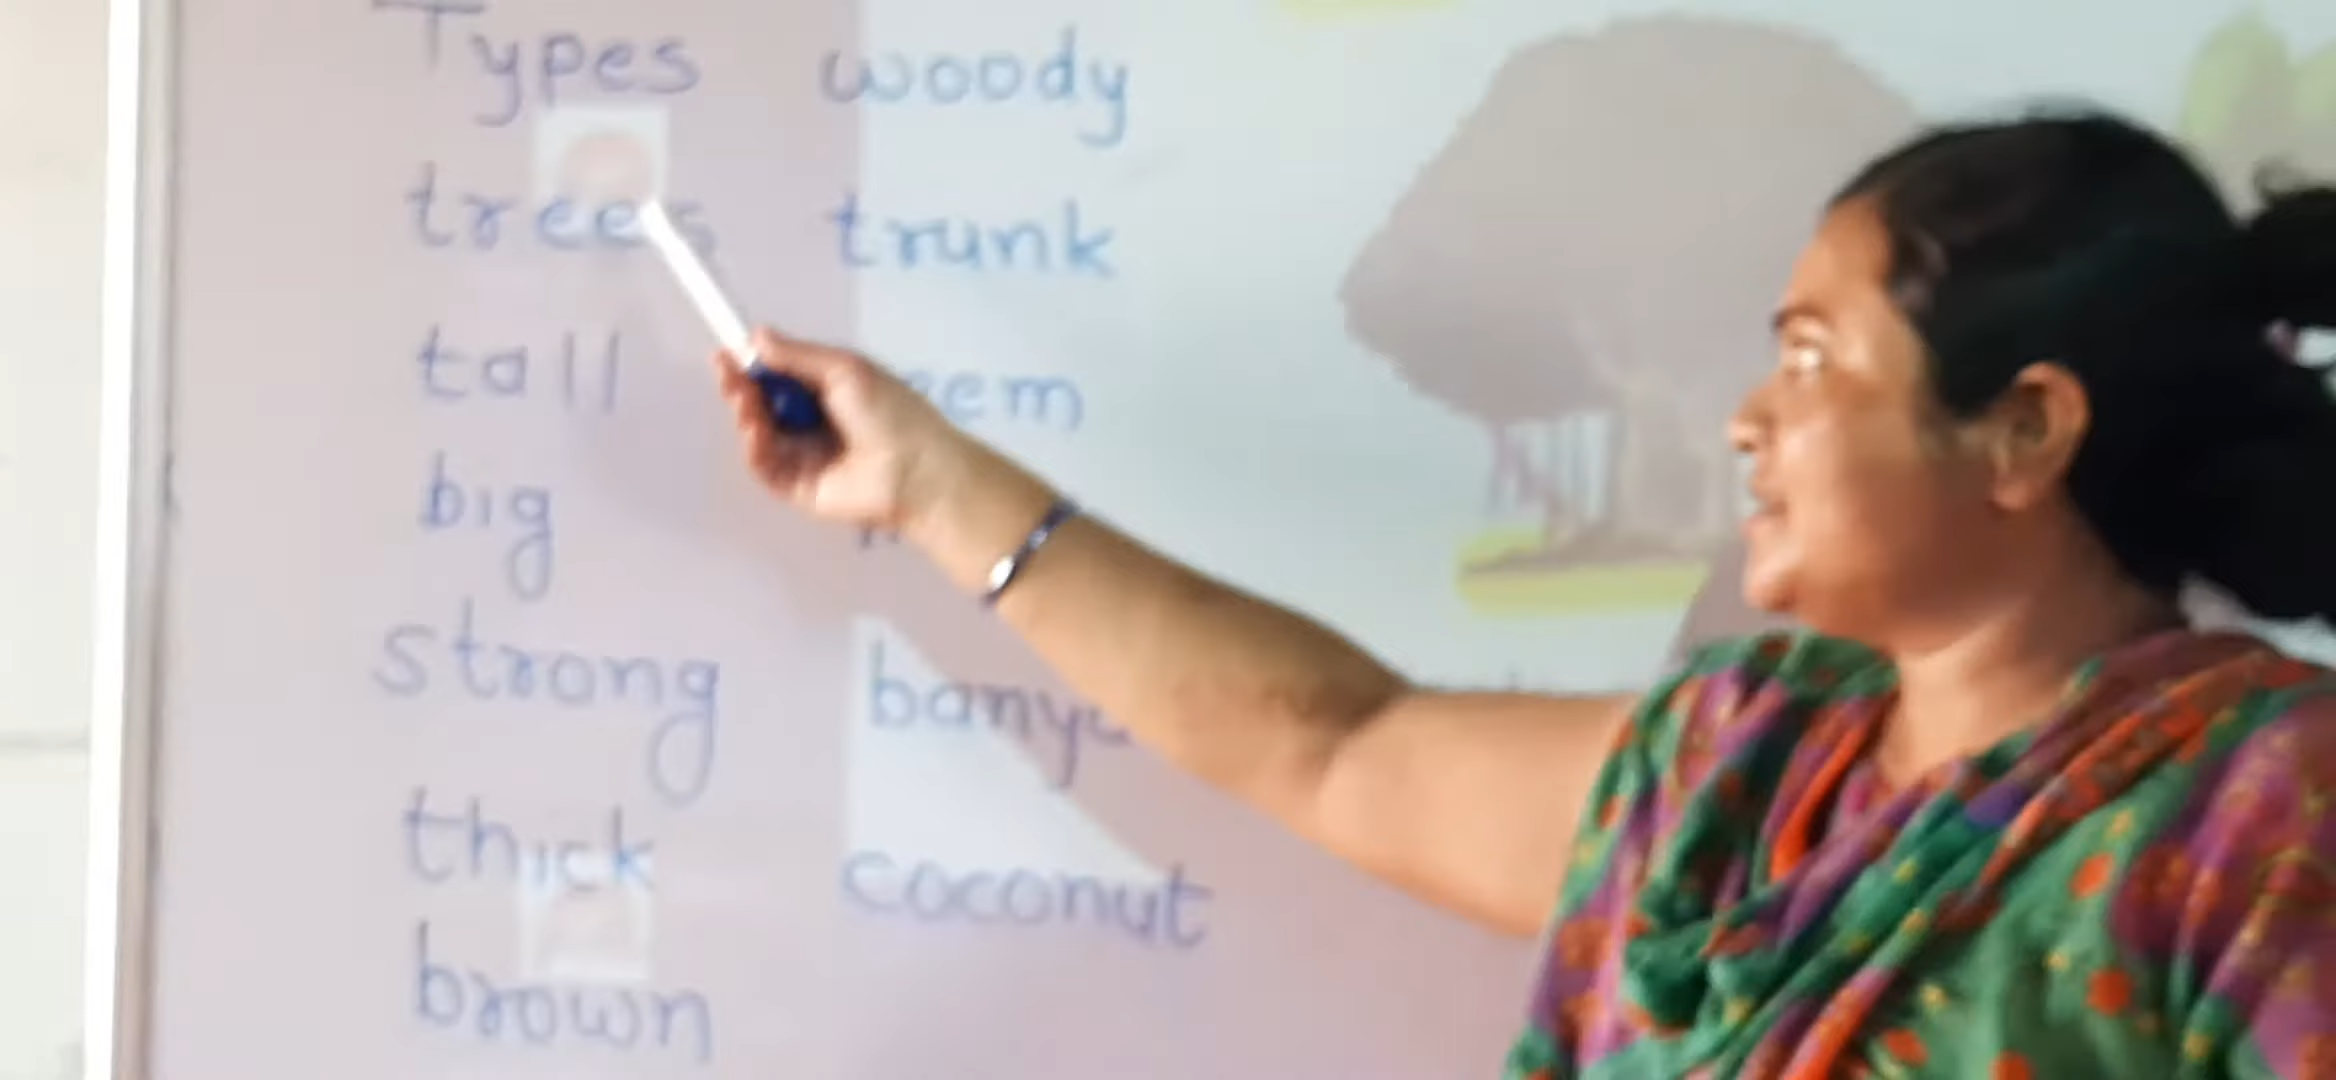 Types woody
trees trunk
tall
big
strong
thick coconut
brown